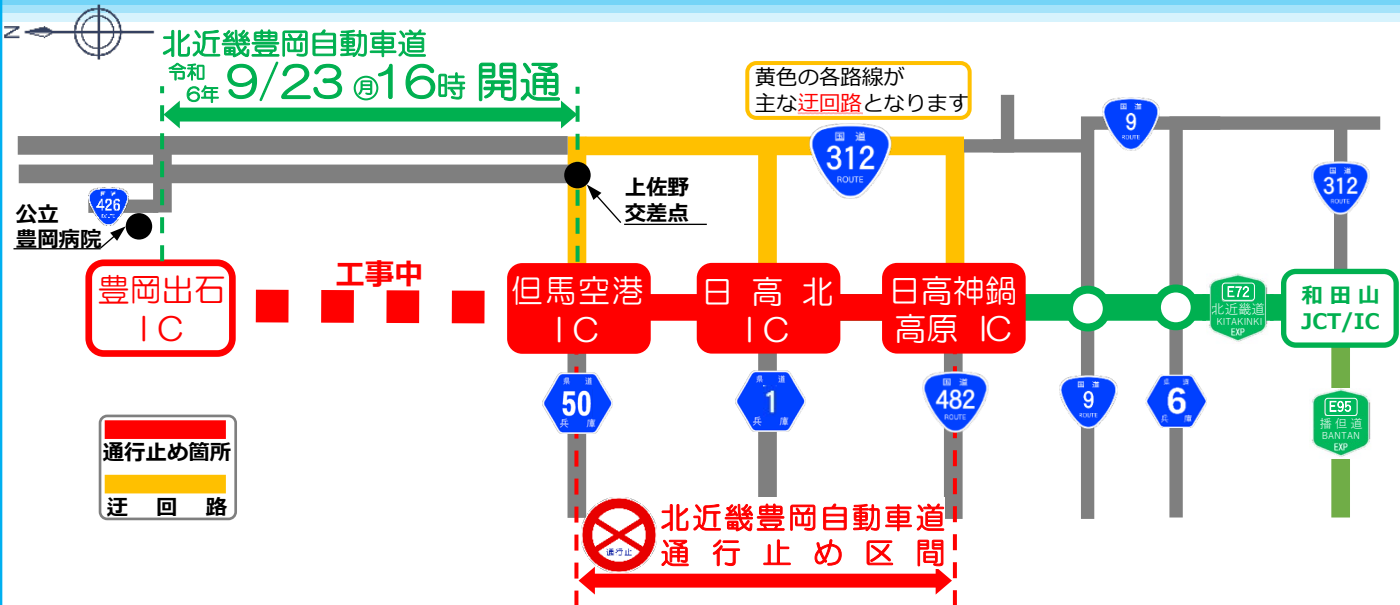 N
北近畿豊岡自動車道
令和
6年 9/23 ㊊16時 開通
黄色の各路線が
主な迂回路となります
国道
9
ROUTE
国道
312
ROUTE
国道
312
ROUTE
426
公立
豊岡病院
上佐野
交差点
工事中
豊岡出石
IC
但馬空港
IC
日高北
IC
日高神鍋
高原 IC
E72
北近畿道
KITAKINKI
EXP
和田山
JCT/IC
県道
50
兵庫
県道
1
兵庫
国道
482
ROUTE
国道
9
ROUTE
県道
6
兵庫
E95
播但道
BANTAN
EXP
通行止め箇所
迂回路
通行止
北近畿豊岡自動車道
通行止め区間